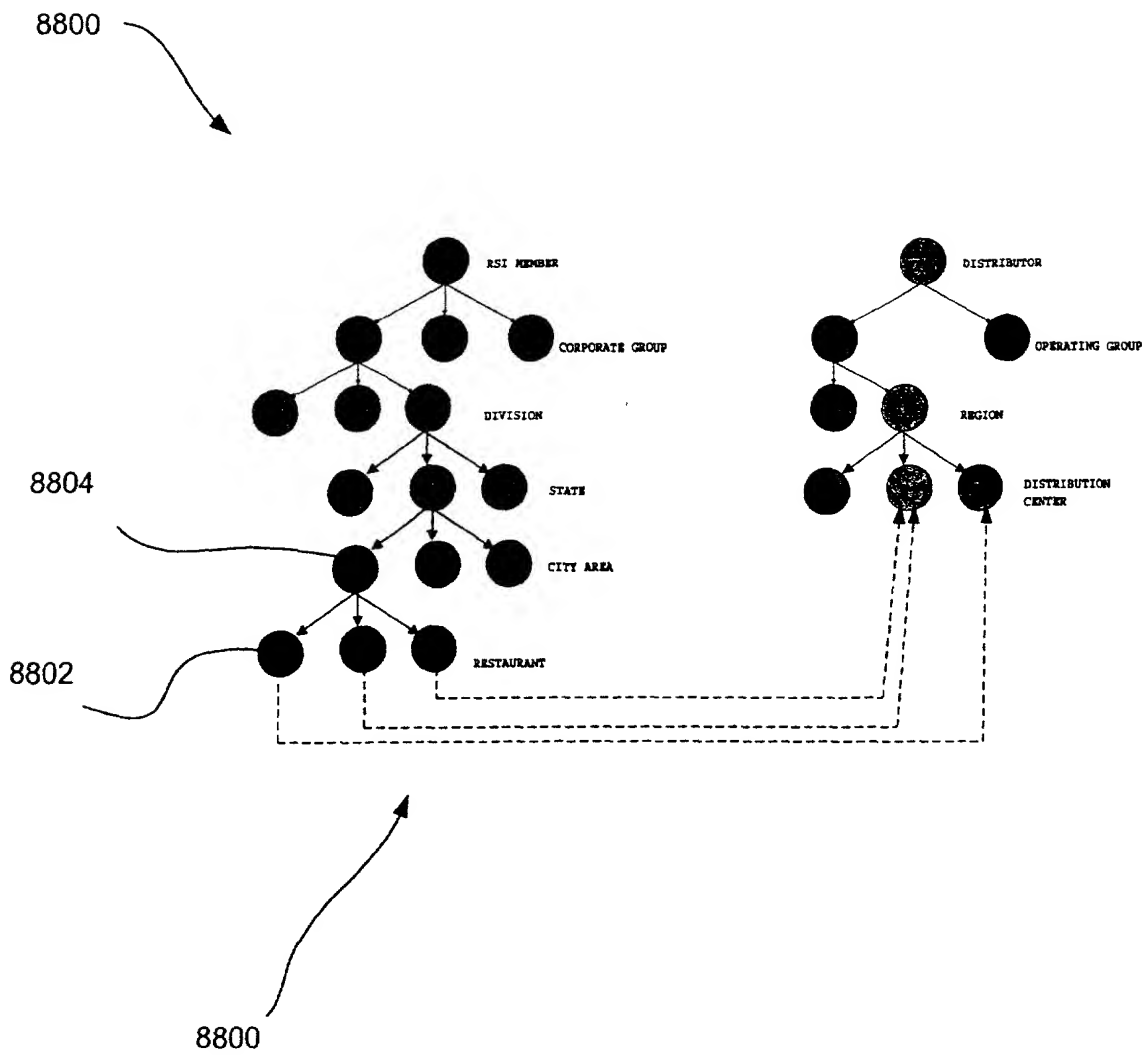 8800
RSI MEMBER
DISTRIBUTOR
CORPORATE GROUP
OPERATING GROUP
DIVISION
REGION
8804
STATE
DISTRIBUTION
CENTER
CITY AREA
8802
RESTAURANT
8800